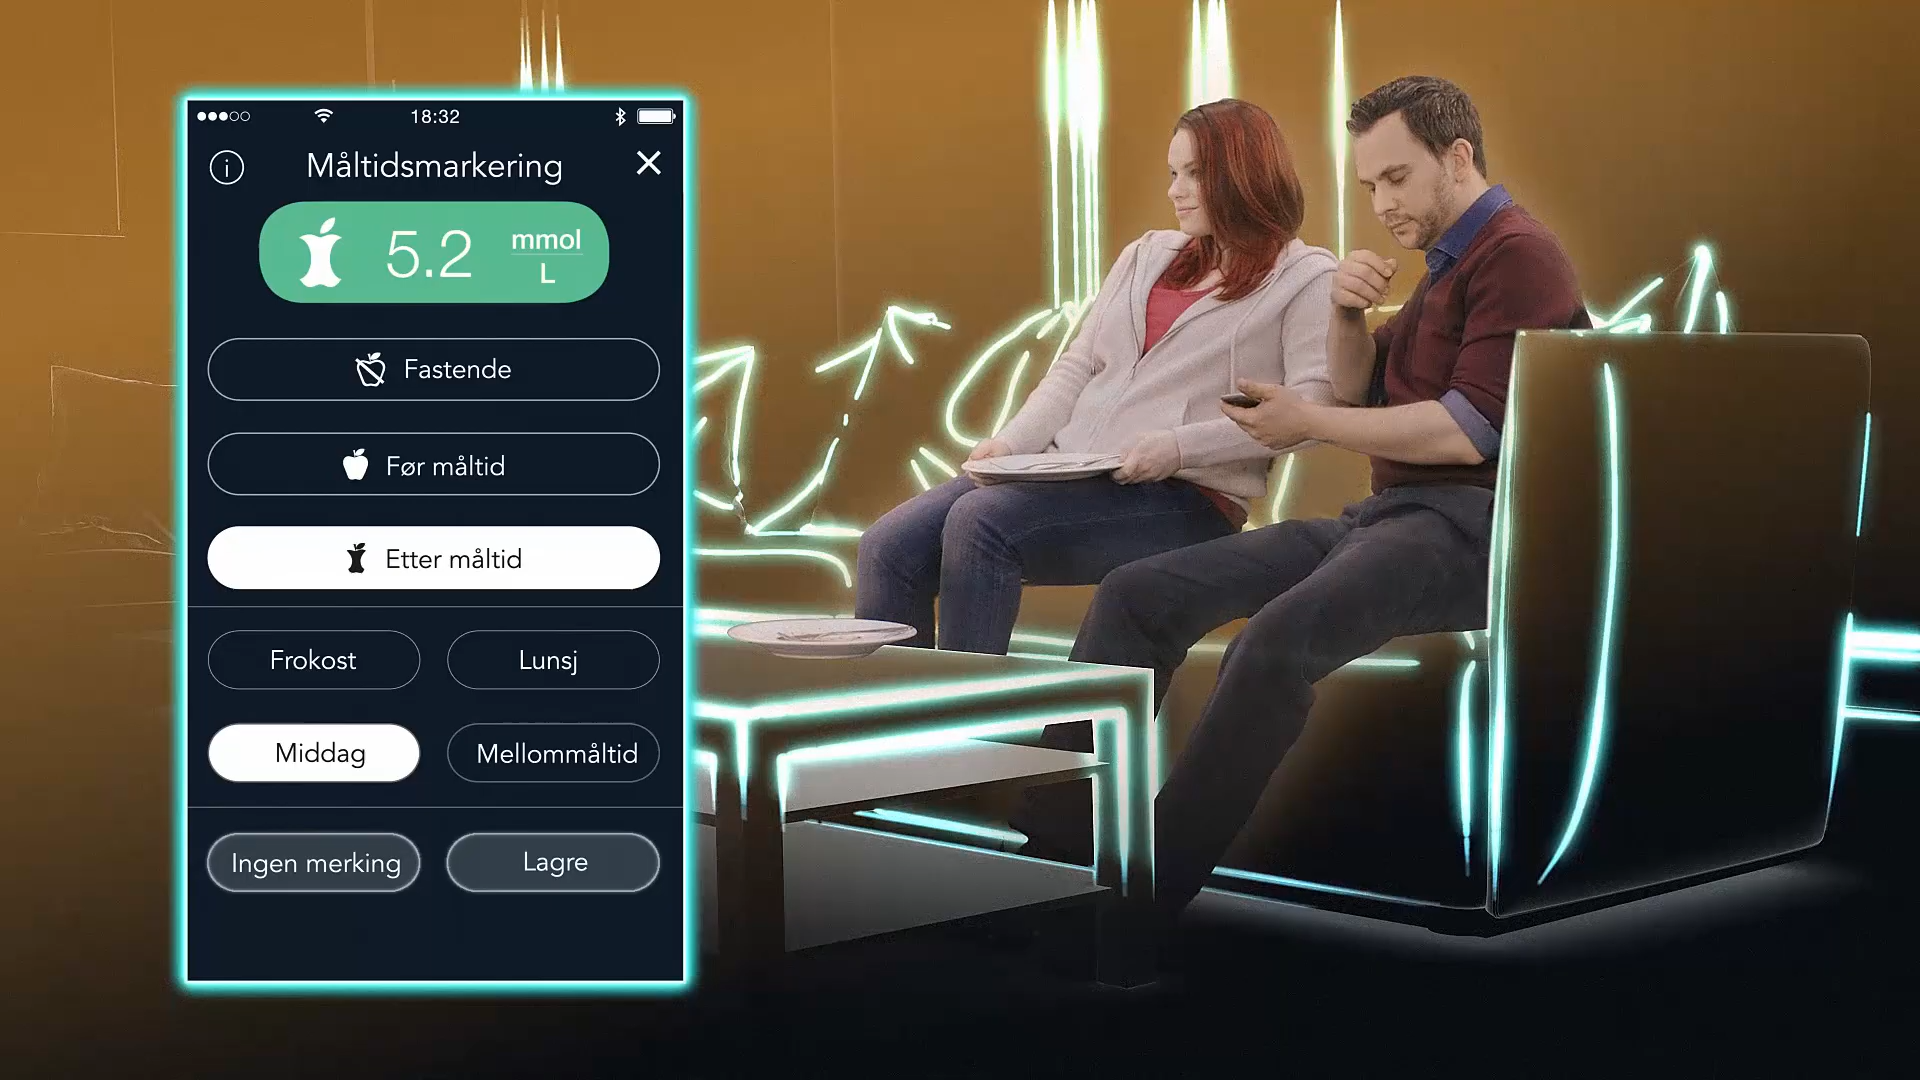 18:32
Måltidsmarkering
5.2 mmol/L
Fastende
Før måltid
Etter måltid
Frokost
Lunsj
Middag
Mellommåltid
Ingen merking
Lagre